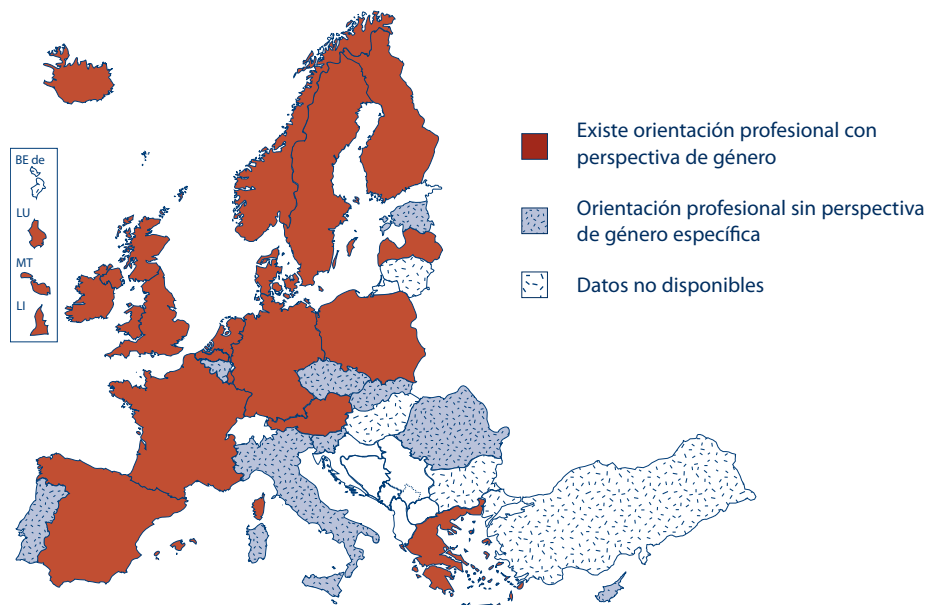 BE de
LU
MT
LI
Existe orientación profesional con
perspectiva de género
Orientación profesional sin perspectiva
de género específica
Datos no disponibles